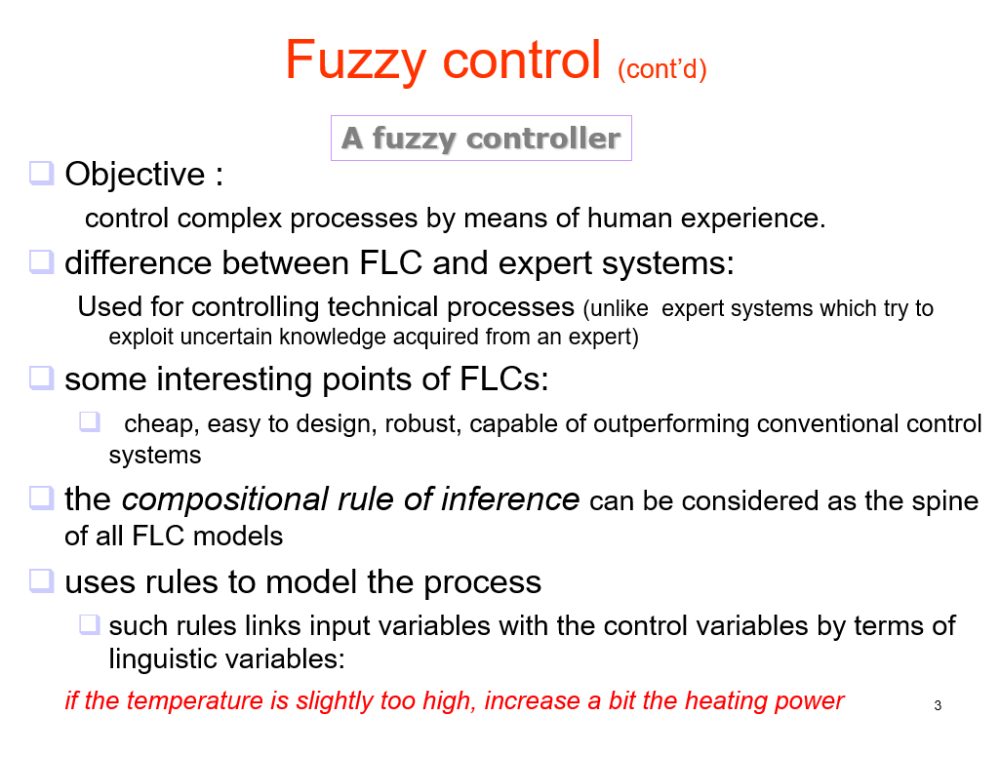 Fuzzy control (cont’d)
A fuzzy controller
Objective :
control complex processes by means of human experience.
difference between FLC and expert systems:
Used for controlling technical processes (unlike  expert systems which try to
exploit uncertain knowledge acquired from an expert)
some interesting points of FLCs:
cheap, easy to design, robust, capable of outperforming conventional control
systems
the compositional rule of inference can be considered as the spine
of all FLC models
uses rules to model the process
such rules links input variables with the control variables by terms of
linguistic variables:
if the temperature is slightly too high, increase a bit the heating power
3